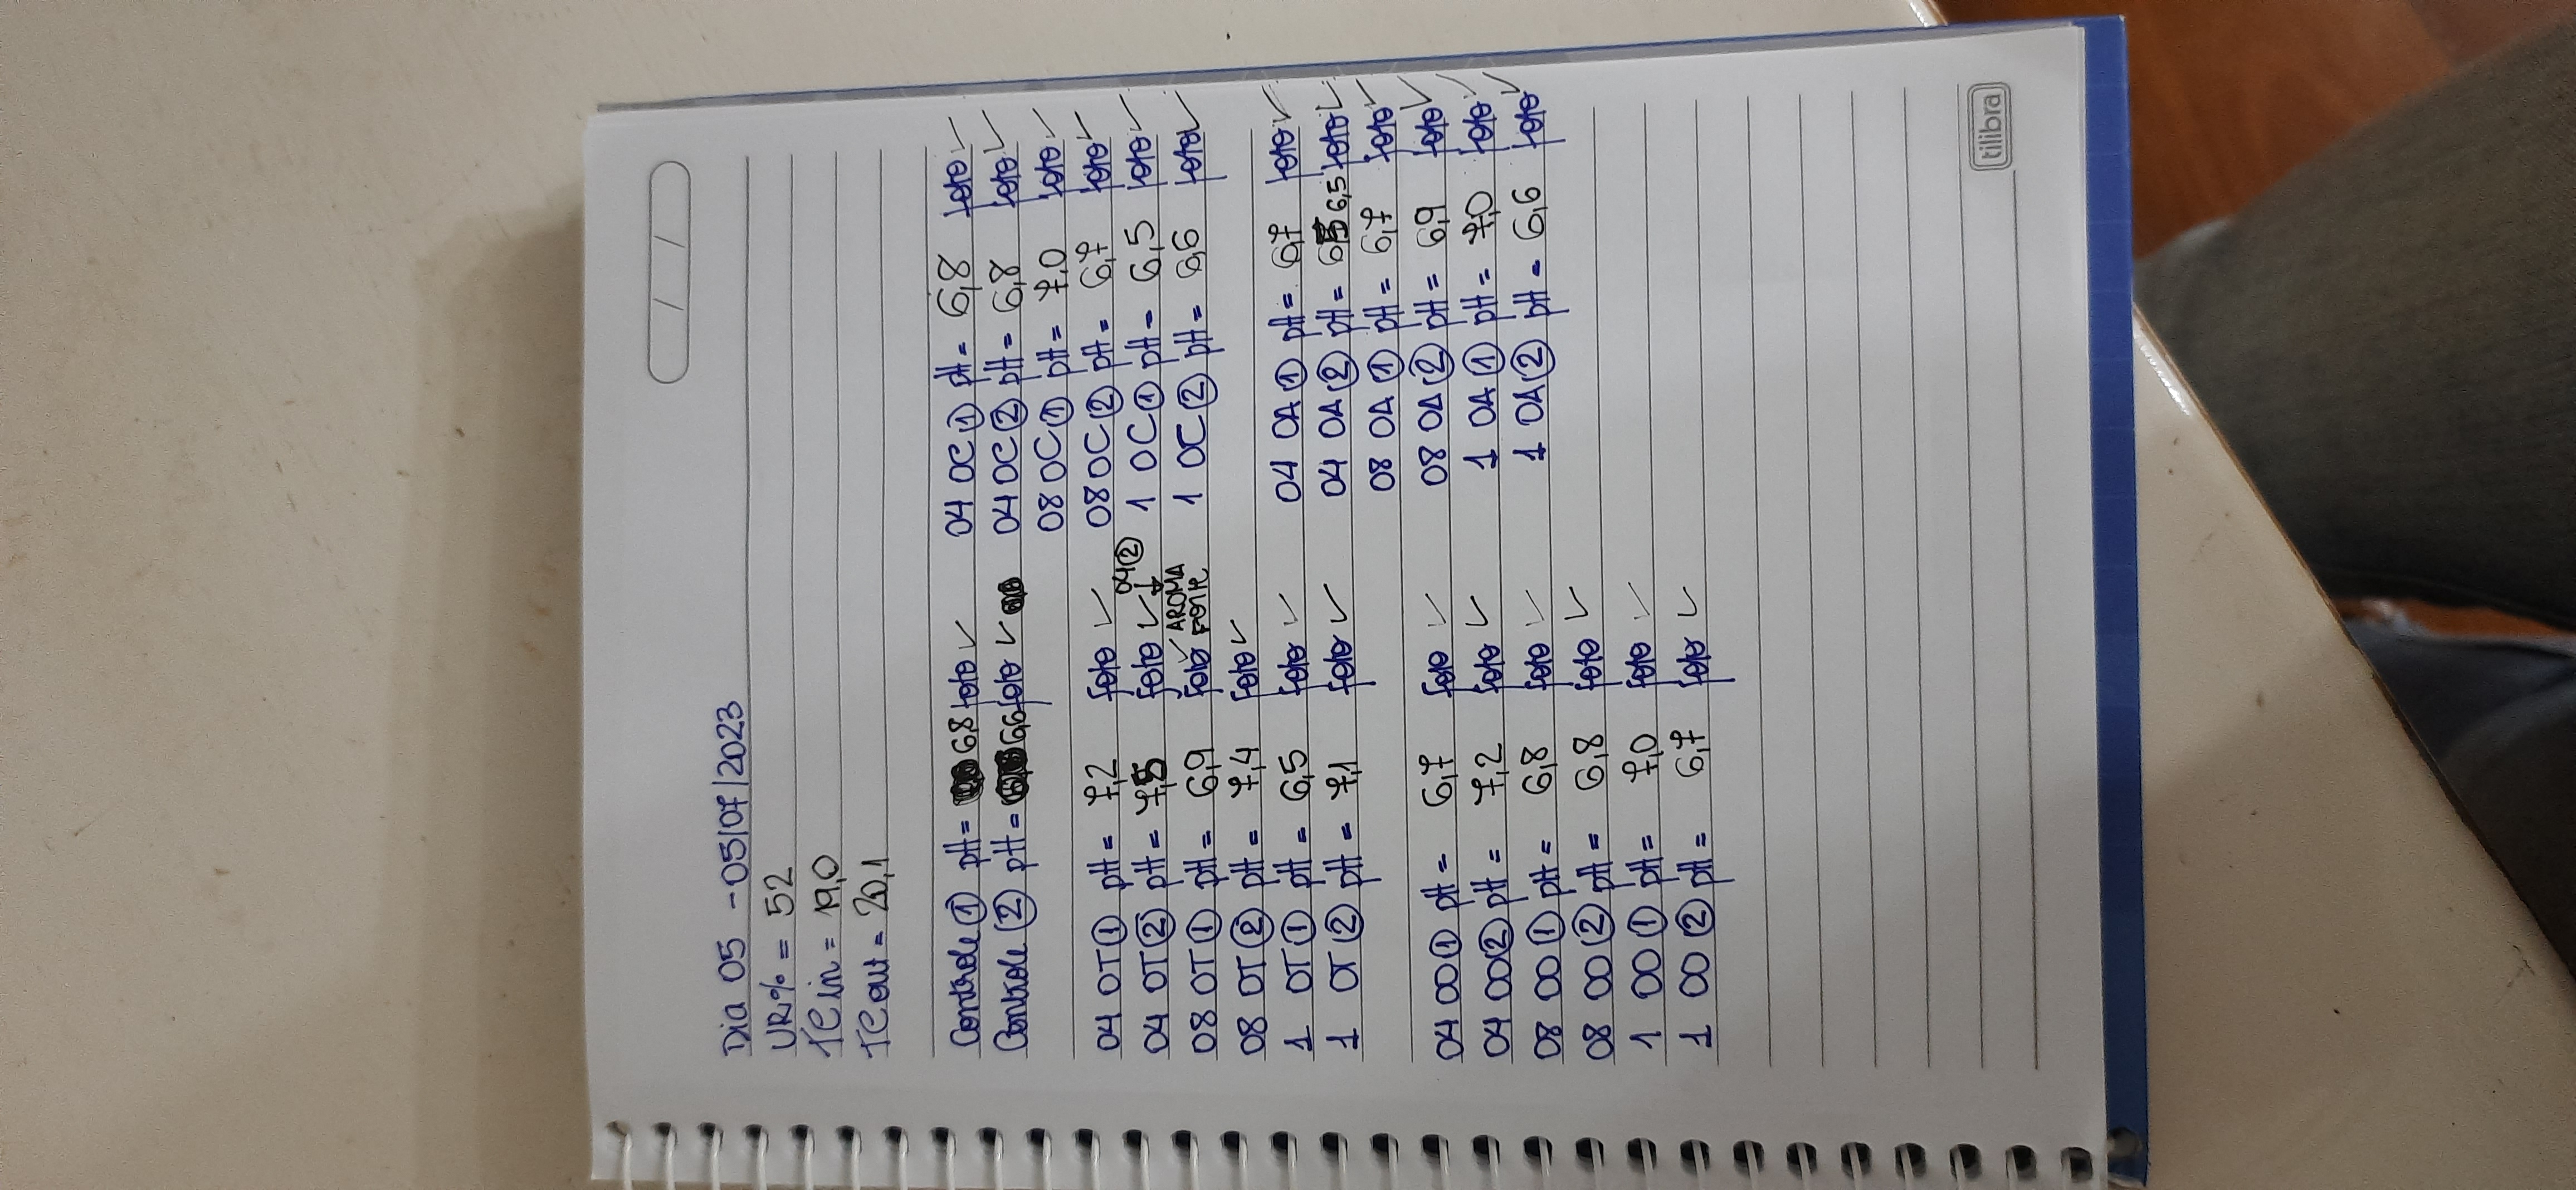 Dia 05 - 05/07/2023
UR% = 52
TC in = 19,0
TC out = 20,1
Controle ① pH = 6,8 foto ✓
Controle ② pH = 6,6 foto ✓
04 OT ① pH = 7,2 foto ✓
04 OT ② pH = 7,5 foto ✓ 04 ② ↓
08 OT ① pH = 6,9 foto ✓ AROMA FORTE
08 OT ② pH = 7,4 foto ✓
1 OT ① pH = 6,5 foto ✓
1 OT ② pH = 7,1 foto ✓
04 OO ① pH = 6,7 foto ✓
04 OO ② pH = 7,2 foto ✓
08 OO ① pH = 6,8 foto ✓
08 OO ② pH = 6,8 foto ✓
1 OO ① pH = 7,0 foto ✓
1 OO ② pH = 6,7 foto ✓
04 OC ① pH = 6,8 foto ✓
04 OC ② pH = 6,8 foto ✓
08 OC ① pH = 7,0 foto ✓
08 OC ② pH = 6,7 foto ✓
1 OC ① pH = 6,5 foto ✓
1 OC ② pH = 6,6 foto ✓
04 OA ① pH = 6,7 foto ✓
04 OA ② pH = 6,5 6,5 foto ✓
08 OA ① pH = 6,7 foto ✓
08 OA ② pH = 6,9 foto ✓
1 OA ① pH = 7,0 foto ✓
1 OA ② pH = 6,6 foto ✓
tilibra